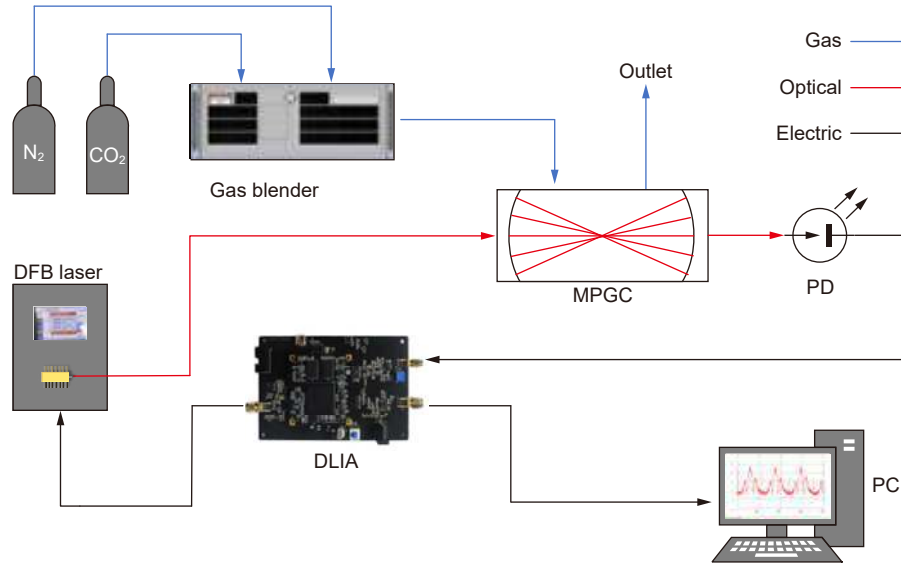 Gas
Outlet
Optical
Electric
N₂
CO₂
Gas blender
DFB laser
MPGC
PD
DLIA
PC